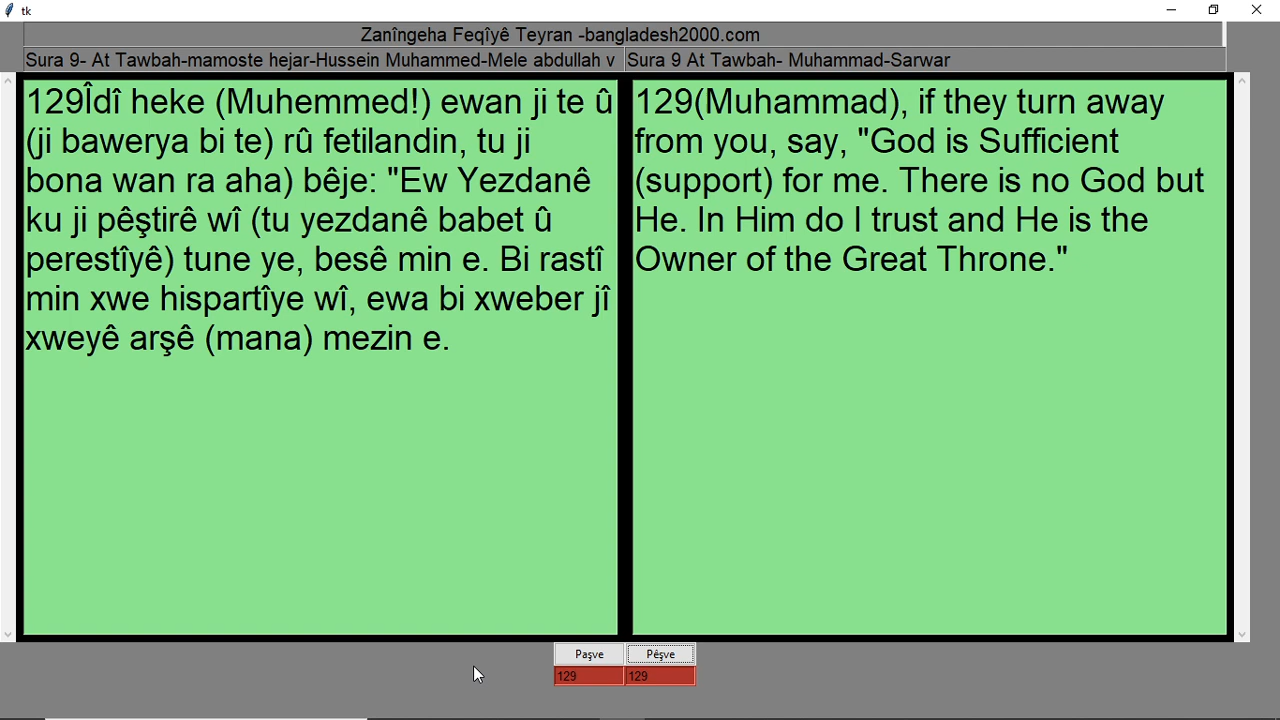 tk
Zanîngeha Feqîyê Teyran -bangladesh2000.com
Sura 9- At Tawbah-mamoste hejar-Hussein Muhammed-Mele abdullah v
Sura 9 At Tawbah- Muhammad-Sarwar
129Îdî heke (Muhemmed!) ewan ji te û
(ji bawerya bi te) rû fetilandin, tu ji
bona wan ra aha) bêje: "Ew Yezdanê
ku ji pêştirê wî (tu yezdanê babet û
perestîyê) tune ye, besê min e. Bi rastî
min xwe hispartîye wî, ewa bi xweber jî
xweyê arşê (mana) mezin e.
129(Muhammad), if they turn away
from you, say, "God is Sufficient
(support) for me. There is no God but
He. In Him do I trust and He is the
Owner of the Great Throne."
Paşve
Pêşve
129
129